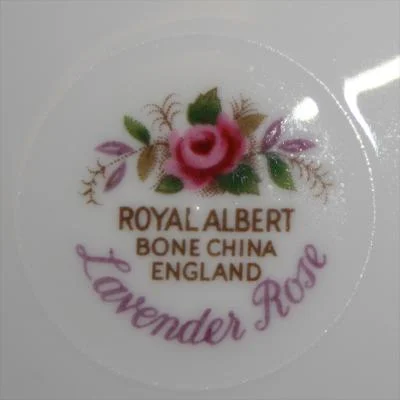 ROYAL ALBERT
BONE CHINA
ENGLAND
Lavender Rose